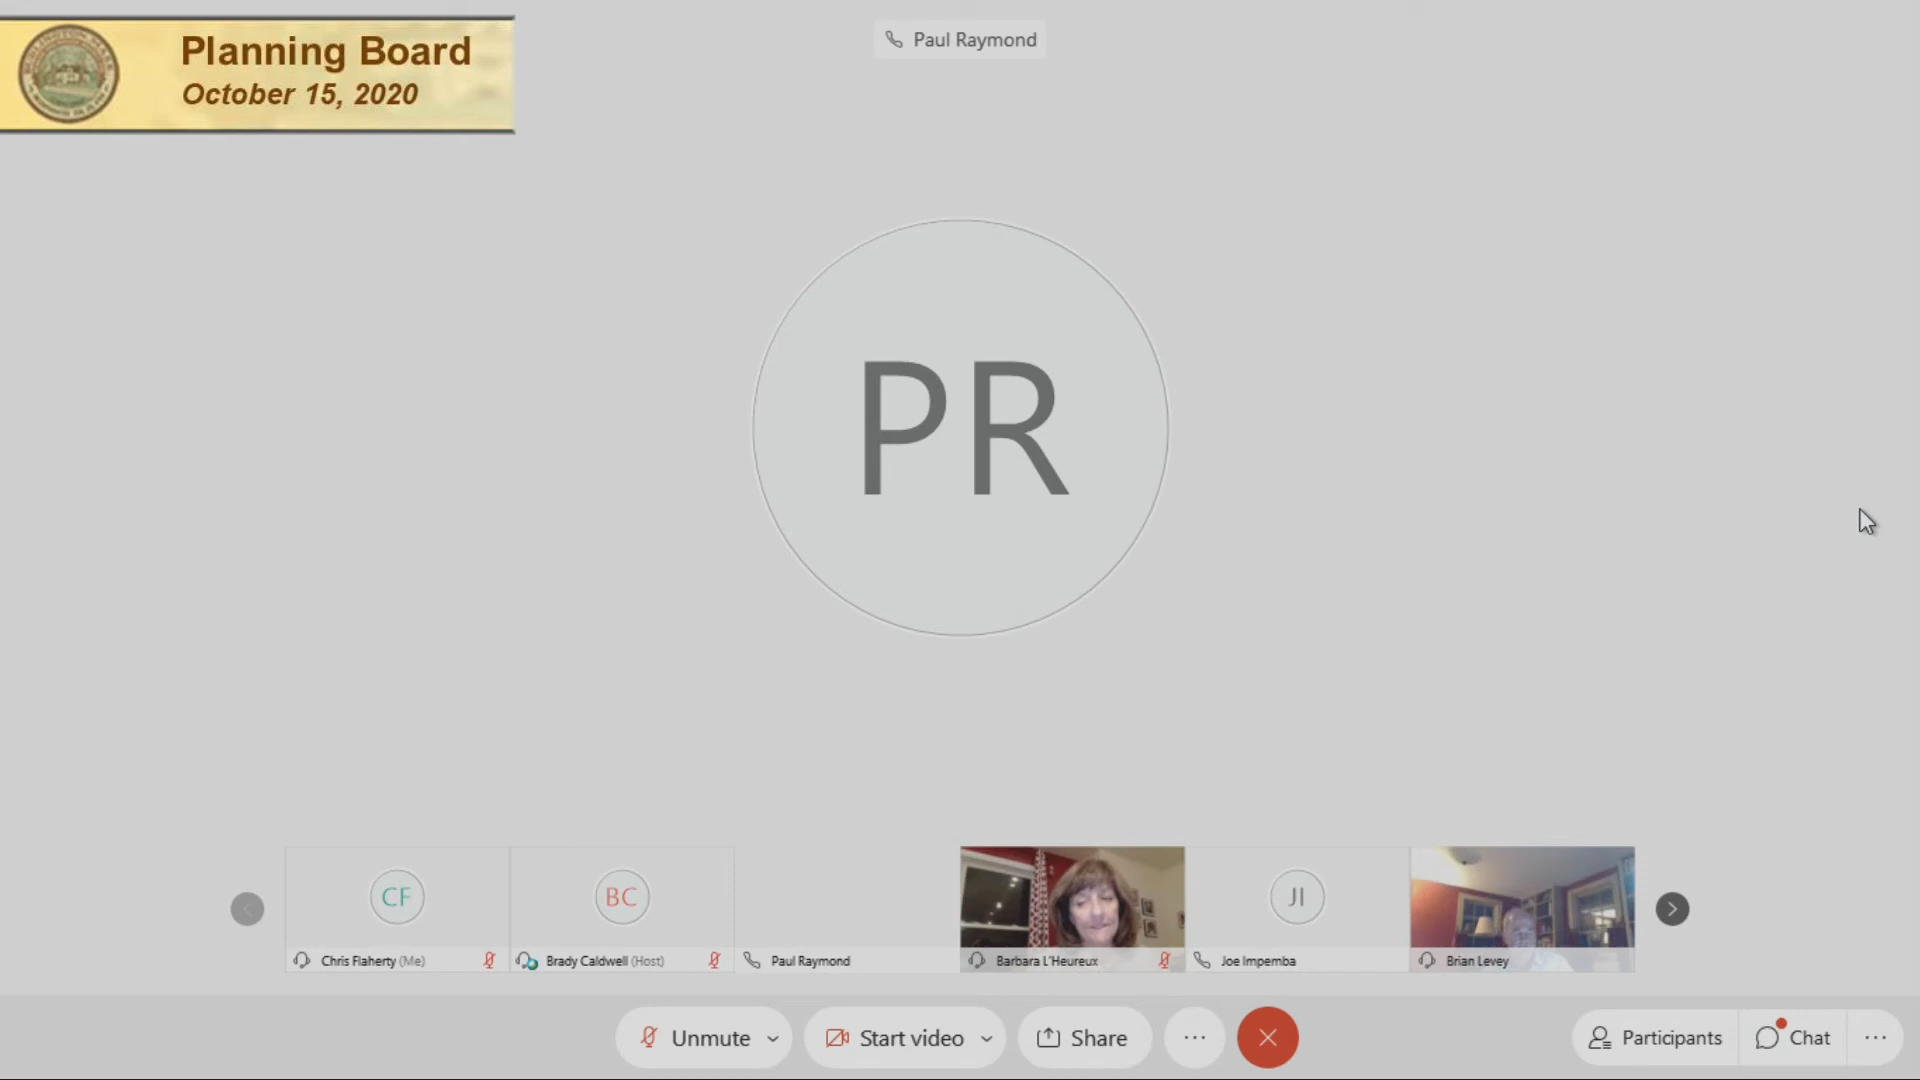 Planning Board
October 15, 2020
Paul Raymond
PR
CF
BC
JI
Chris Flaherty (Me)
Brady Caldwell (Host)
Paul Raymond
Barbara L'Heureux
Joe Impemba
Brian Levey
Unmute
Start video
Share
Participants
Chat